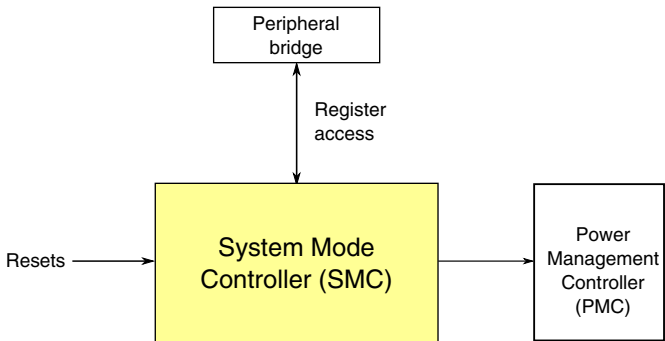 Peripheral
bridge
Register
access
System Mode
Controller (SMC)
Resets
Power
Management
Controller
(PMC)